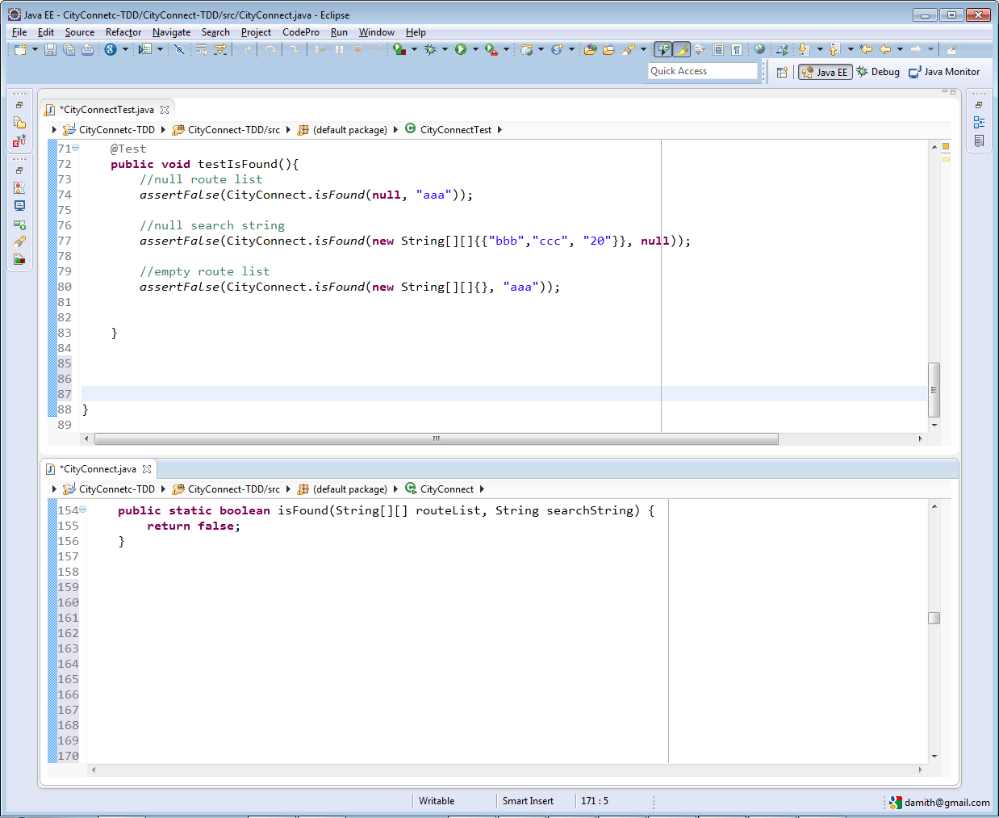 Java EE - CityConnetc-TDD/CityConnect-TDD/src/CityConnect.java - Eclipse
File Edit Source Refactor Navigate Search Project CodePro Run Window Help
Quick Access
Java EE Debug Java Monitor
*CityConnectTest.java
CityConnetc-TDD CityConnect-TDD/src (default package) CityConnectTest
71 @Test
72 public void testIsFound(){
73 //null route list
74 assertFalse(CityConnect.isFound(null, "aaa"));
75
76 //null search string
77 assertFalse(CityConnect.isFound(new String[][]{{"bbb","ccc", "20"}}, null));
78
79 //empty route list
80 assertFalse(CityConnect.isFound(new String[][]{}, "aaa"));
81
82
83 }
84
85
86
87
88 }
89
*CityConnect.java
CityConnetc-TDD CityConnect-TDD/src (default package) CityConnect
154 public static boolean isFound(String[][] routeList, String searchString) {
155 return false;
156 }
157
158
159
160
161
162
163
164
165
166
167
168
169
170
Writable Smart Insert 171 : 5 damith@gmail.com